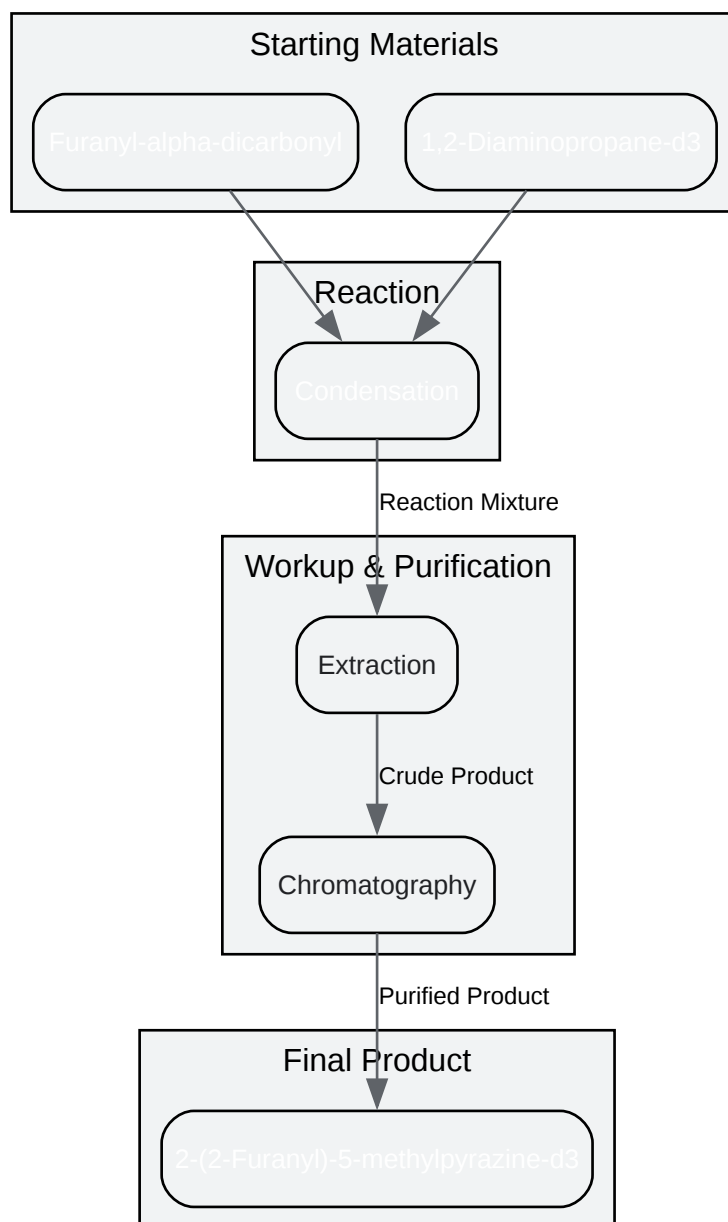 Starting Materials
Furanyl-alpha-dicarbonyl
1,2-Diaminopropane-d3
Reaction
Condensation
Reaction Mixture
Workup & Purification
Extraction
Crude Product
Chromatography
Purified Product
Final Product
2-(2-Furanyl)-5-methylpyrazine-d3